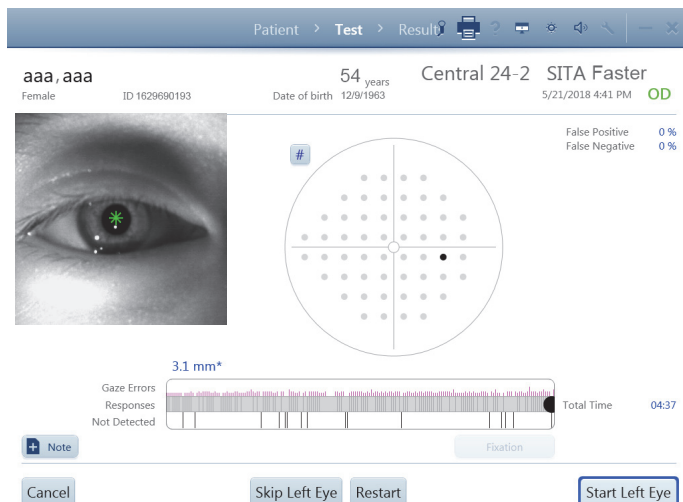 Patient > Test > Result
?
aaa, aaa
54 years
Central 24-2 SITA Faster
Female ID 1629690193 Date of birth 12/9/1963 5/21/2018 4:41 PM OD
False Positive 0 %
False Negative 0 %
#
3.1 mm*
Gaze Errors
Responses
Not Detected
Total Time 04:37
Note
Fixation
Cancel Skip Left Eye Restart Start Left Eye